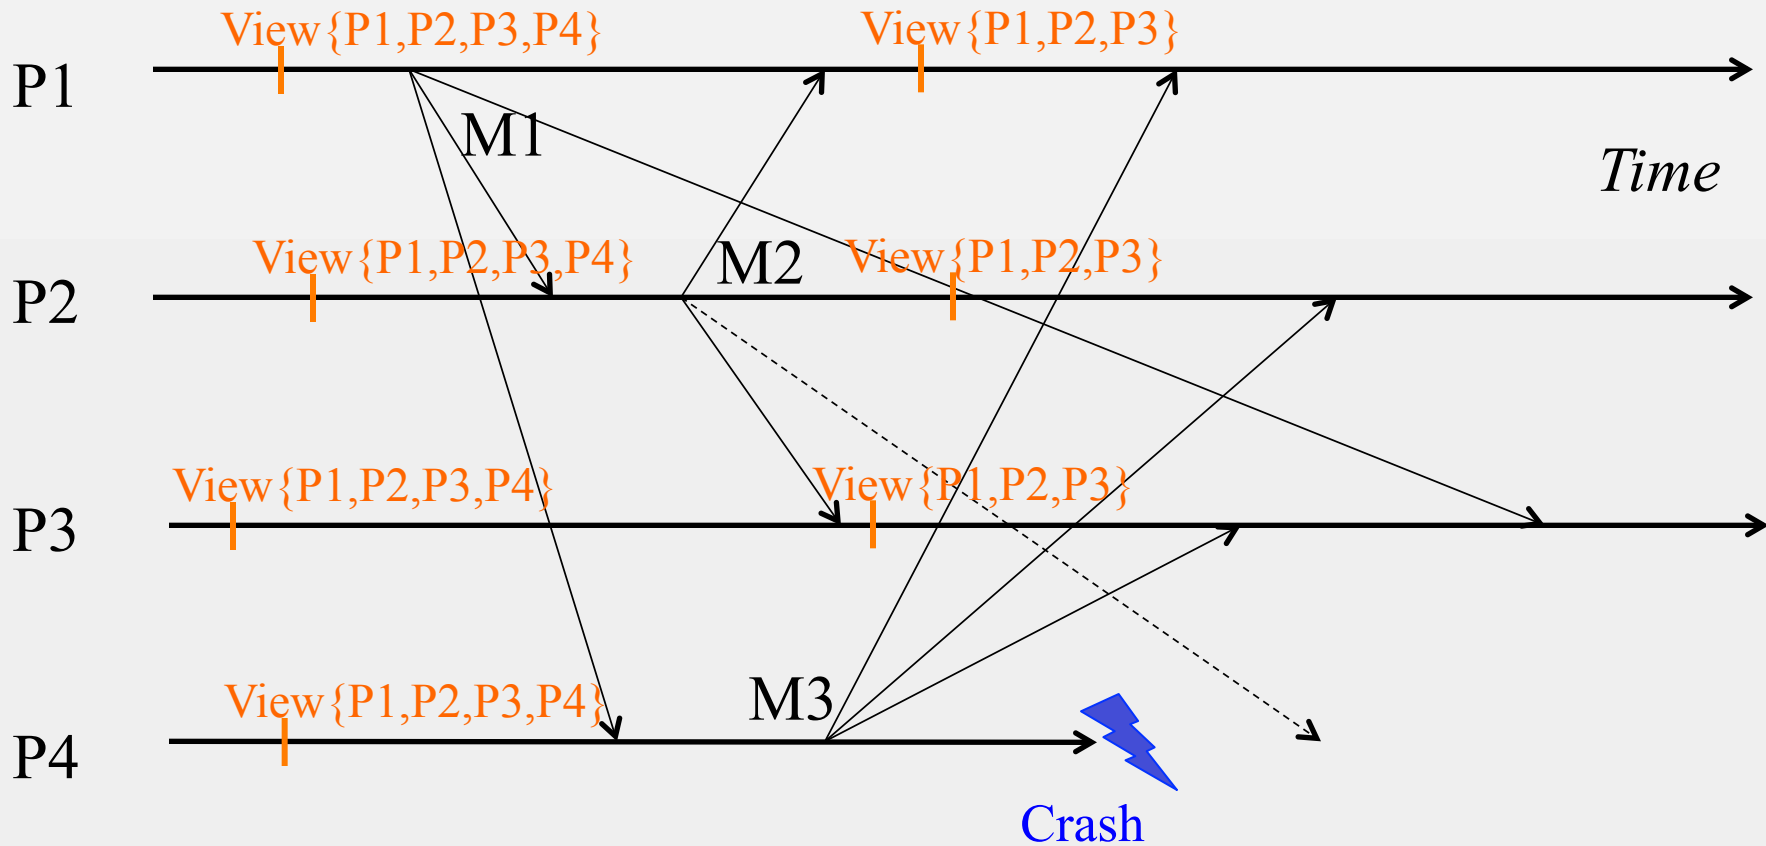 View{P1,P2,P3,P4}
View{P1,P2,P3}
P1
M1
Time
View{P1,P2,P3,P4}
M2
View{P1,P2,P3}
P2
View{P1,P2,P3,P4}
View{P1,P2,P3}
P3
View{P1,P2,P3,P4}
M3
P4
Crash